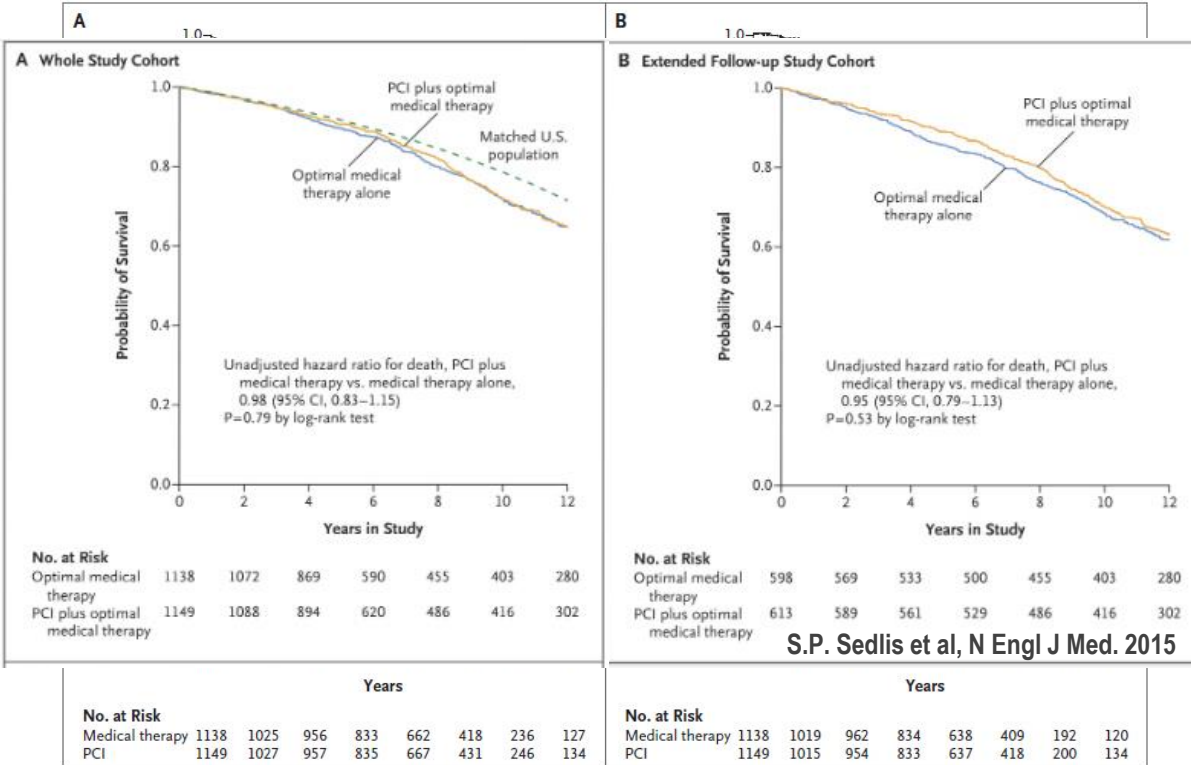 A
B
1.0
1.0
A Whole Study Cohort
1.0
0.8
0.6
0.4
0.2
0.0
Probability of Survival
PCI plus optimal
medical therapy
Matched U.S.
population
Optimal medical
therapy alone
Unadjusted hazard ratio for death, PCI plus
medical therapy vs. medical therapy alone,
0.98 (95% CI, 0.83–1.15)
P=0.79 by log-rank test
0 2 4 6 8 10 12
Years in Study
No. at Risk
Optimal medical 1138 1072 869 590 455 403 280
therapy
PCI plus optimal 1149 1088 894 620 486 416 302
medical therapy
B Extended Follow-up Study Cohort
1.0
0.8
0.6
0.4
0.2
0.0
Probability of Survival
PCI plus optimal
medical therapy
Optimal medical
therapy alone
Unadjusted hazard ratio for death, PCI plus
medical therapy vs. medical therapy alone,
0.95 (95% CI, 0.79–1.13)
P=0.53 by log-rank test
0 2 4 6 8 10 12
Years in Study
No. at Risk
Optimal medical 598 569 533 500 455 403 280
therapy
PCI plus optimal 613 589 561 529 486 416 302
medical therapy
S.P. Sedlis et al, N Engl J Med. 2015
Years
No. at Risk
Medical therapy 1138 1025 956 833 662 418 236 127
PCI 1149 1027 957 835 667 431 246 134
Years
No. at Risk
Medical therapy 1138 1019 962 834 638 409 192 120
PCI 1149 1015 954 833 637 418 200 134